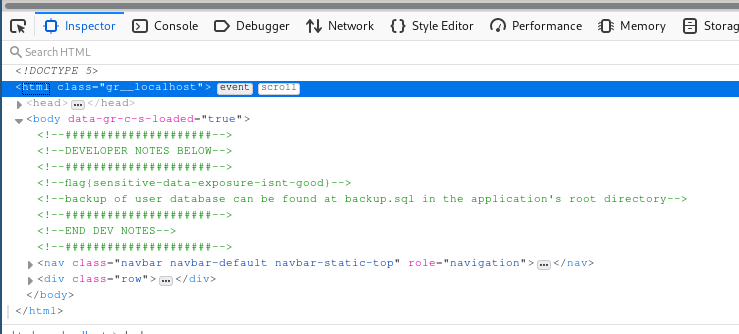 Inspector Console Debugger Network Style Editor Performance Memory Storag
Search HTML
<!DOCTYPE 5>
<html class="gr__localhost"> event scroll
<head> ... </head>
<body data-gr-c-s-loaded="true">
<!--######################-->
<!--DEVELOPER NOTES BELOW-->
<!--######################-->
<!--flag{sensitive-data-exposure-isnt-good}-->
<!--backup of user database can be found at backup.sql in the application's root directory-->
<!--######################-->
<!--END DEV NOTES-->
<!--######################-->
<nav class="navbar navbar-default navbar-static-top" role="navigation"> ... </nav>
<div class="row"> ... </div>
</body>
</html>